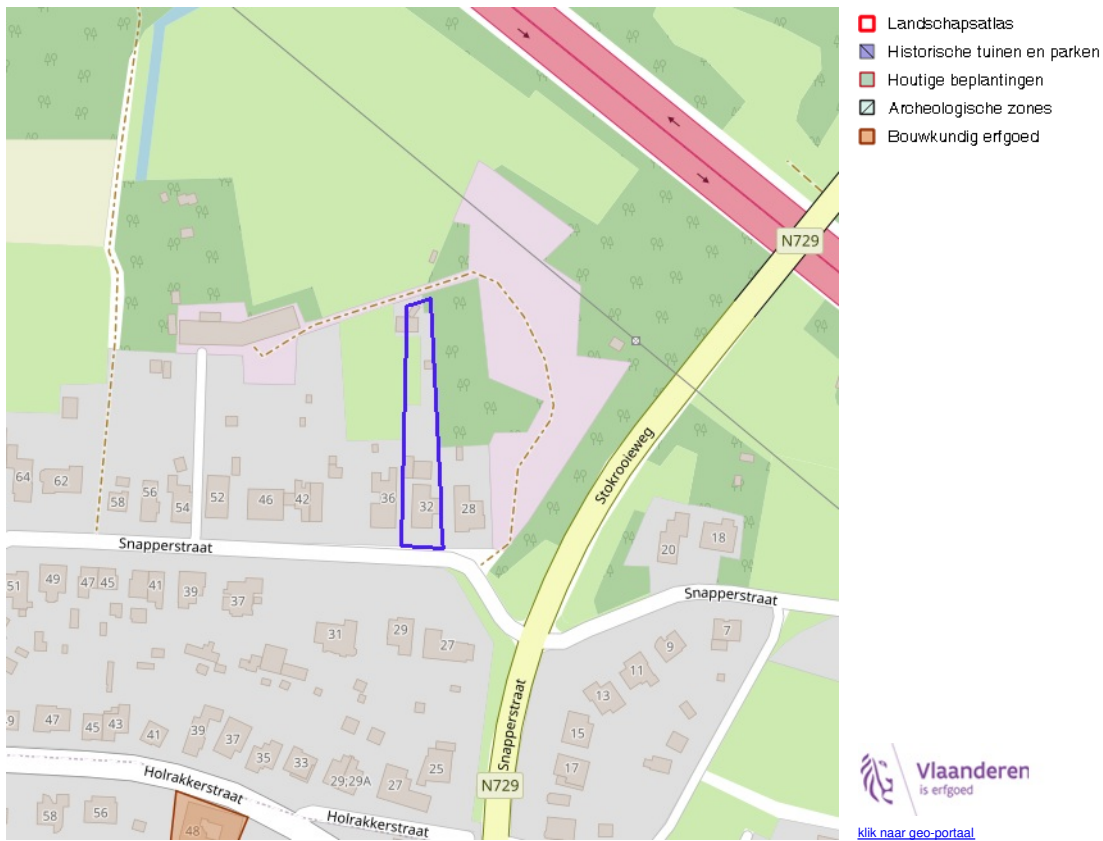 Landschapsatlas
Historische tuinen en parken
Houtige beplantingen
Archeologische zones
Bouwkundig erfgoed
N729
Stokrooieweg
64
62
58
56
54
52
46
42
36
32
28
20
18
Snapperstraat
Snapperstraat
51
49
47
45
41
39
37
31
29
27
7
9
11
13
15
17
Snapperstraat
47
45
43
41
39
37
35
33
29;29A
27
25
N729
Holrakkerstraat
Holrakkerstraat
58
56
48
Vlaanderen
is erfgoed
klik naar geo-portaal